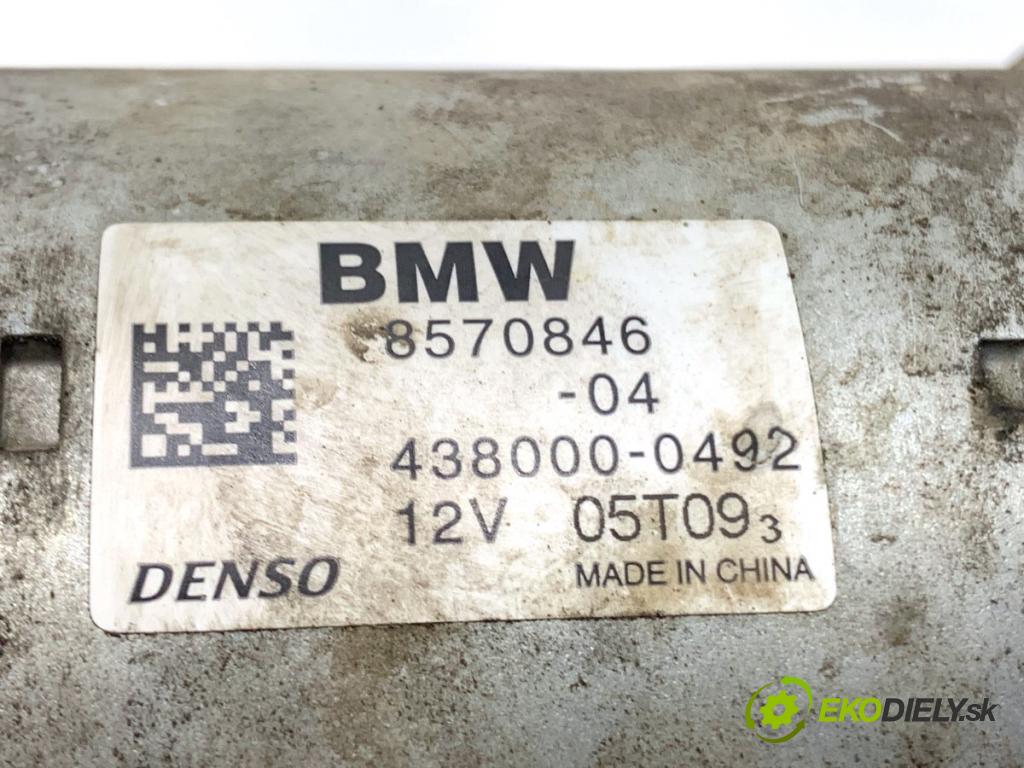 BMW
8570846
-04
438000-0492
12V 05T093
DENSO MADE IN CHINA
EKODIELY.sk